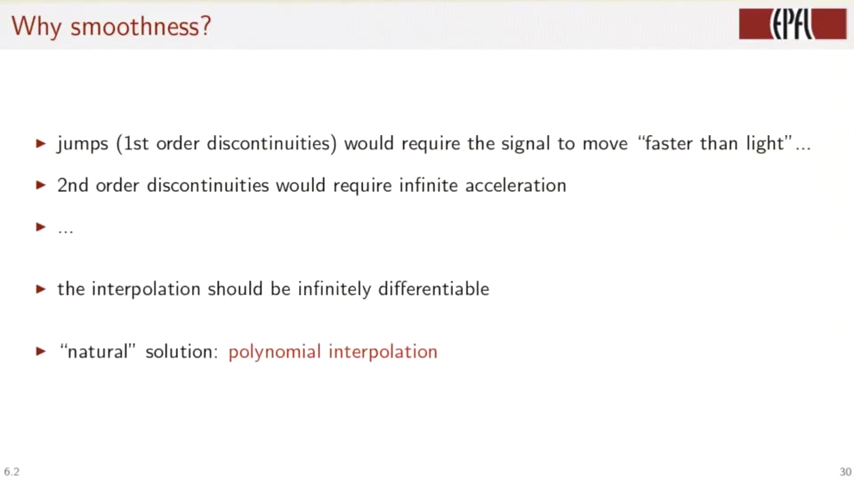 Why smoothness?
EPFL
▶ jumps (1st order discontinuities) would require the signal to move “faster than light”...
▶ 2nd order discontinuities would require infinite acceleration
▶ ...
▶ the interpolation should be infinitely differentiable
▶ “natural” solution: polynomial interpolation
6.2
30